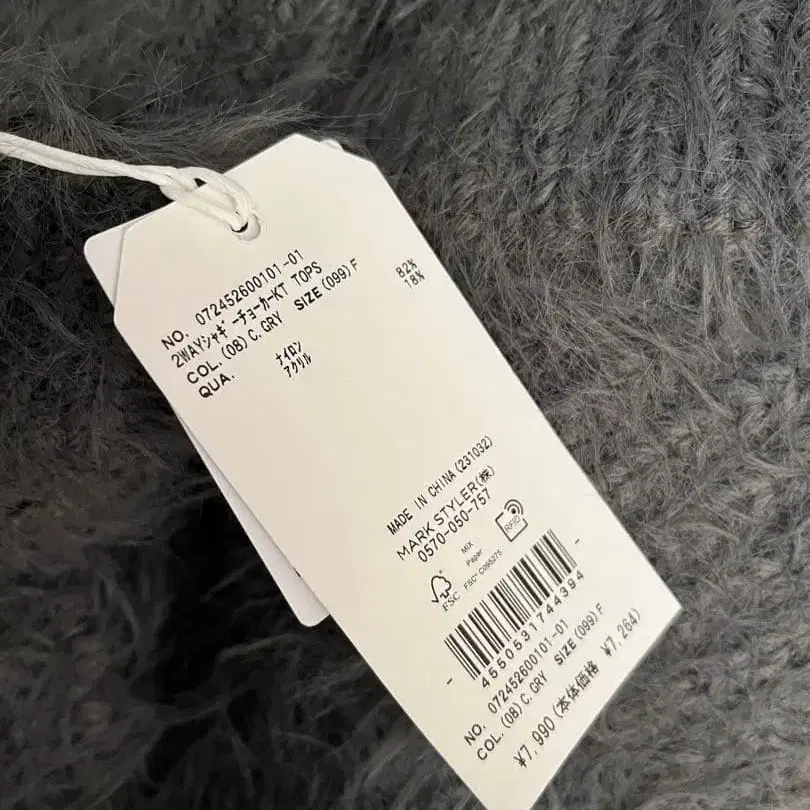 NO. 072452600101-01
2WAYｼｬｷﾞｰﾁｮｰｶｰKT TOPS
COL. (08) C.GRY SIZE (099) F
QUA. ﾅｲﾛﾝ 82%
ｱｸﾘﾙ 18%
MADE IN CHINA (231032)
MARK STYLER(株)
0570-050-757
MIX
Paper
FSC FSC® C095275
RFID
4550531744394
NO. 072452600101-01
COL. (08) C.GRY SIZE (099) F
¥7,990 (本体価格 ¥7,264)